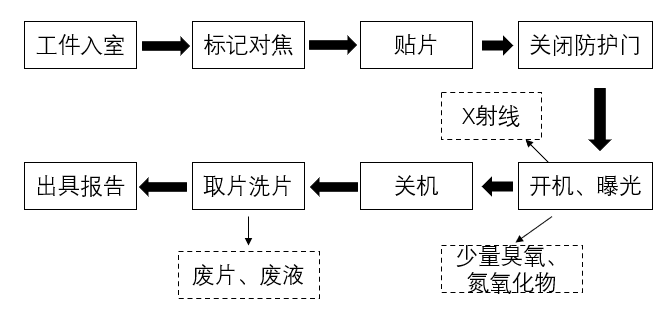 工件入室
标记对焦
贴片
关闭防护门
X射线
出具报告
取片洗片
关机
开机、曝光
废片、废液
少量臭氧、
氮氧化物